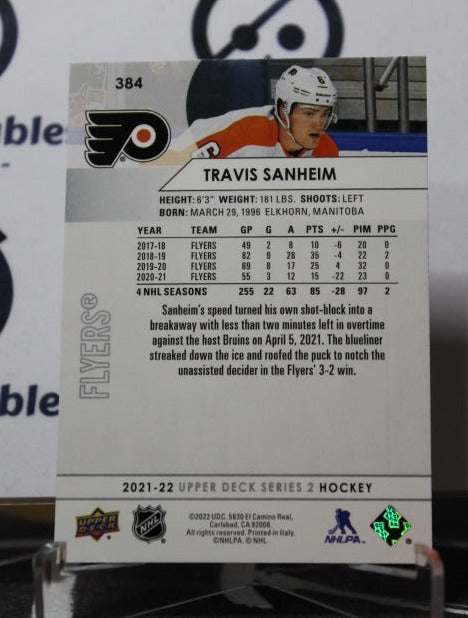 384
TRAVIS SANHEIM
HEIGHT: 6'3" WEIGHT: 181 LBS. SHOOTS: LEFT
BORN: MARCH 29, 1996 ELKHORN, MANITOBA
YEAR TEAM GP G A PTS +/- PIM PPG
2017-18 FLYERS 49 2 8 10 -6 20 0
2018-19 FLYERS 82 9 26 35 -4 22 2
2019-20 FLYERS 69 8 17 25 4 32 0
2020-21 FLYERS 55 3 12 15 -22 23 0
4 NHL SEASONS 255 22 63 85 -28 97 2
Sanheim's speed turned his own shot-block into a
breakaway with less than two minutes left in overtime
against the host Bruins on April 5, 2021. The blueliner
streaked down the ice and roofed the puck to notch the
unassisted decider in the Flyers' 3-2 win.
FLYERS®
2021-22 UPPER DECK SERIES 2 HOCKEY
UPPER DECK
NHL
©2022 UDC. 5830 El Camino Real,
Carlsbad, CA 92008.
All rights reserved. Printed in Italy.
©NHLPA. © NHL.
NHLPA